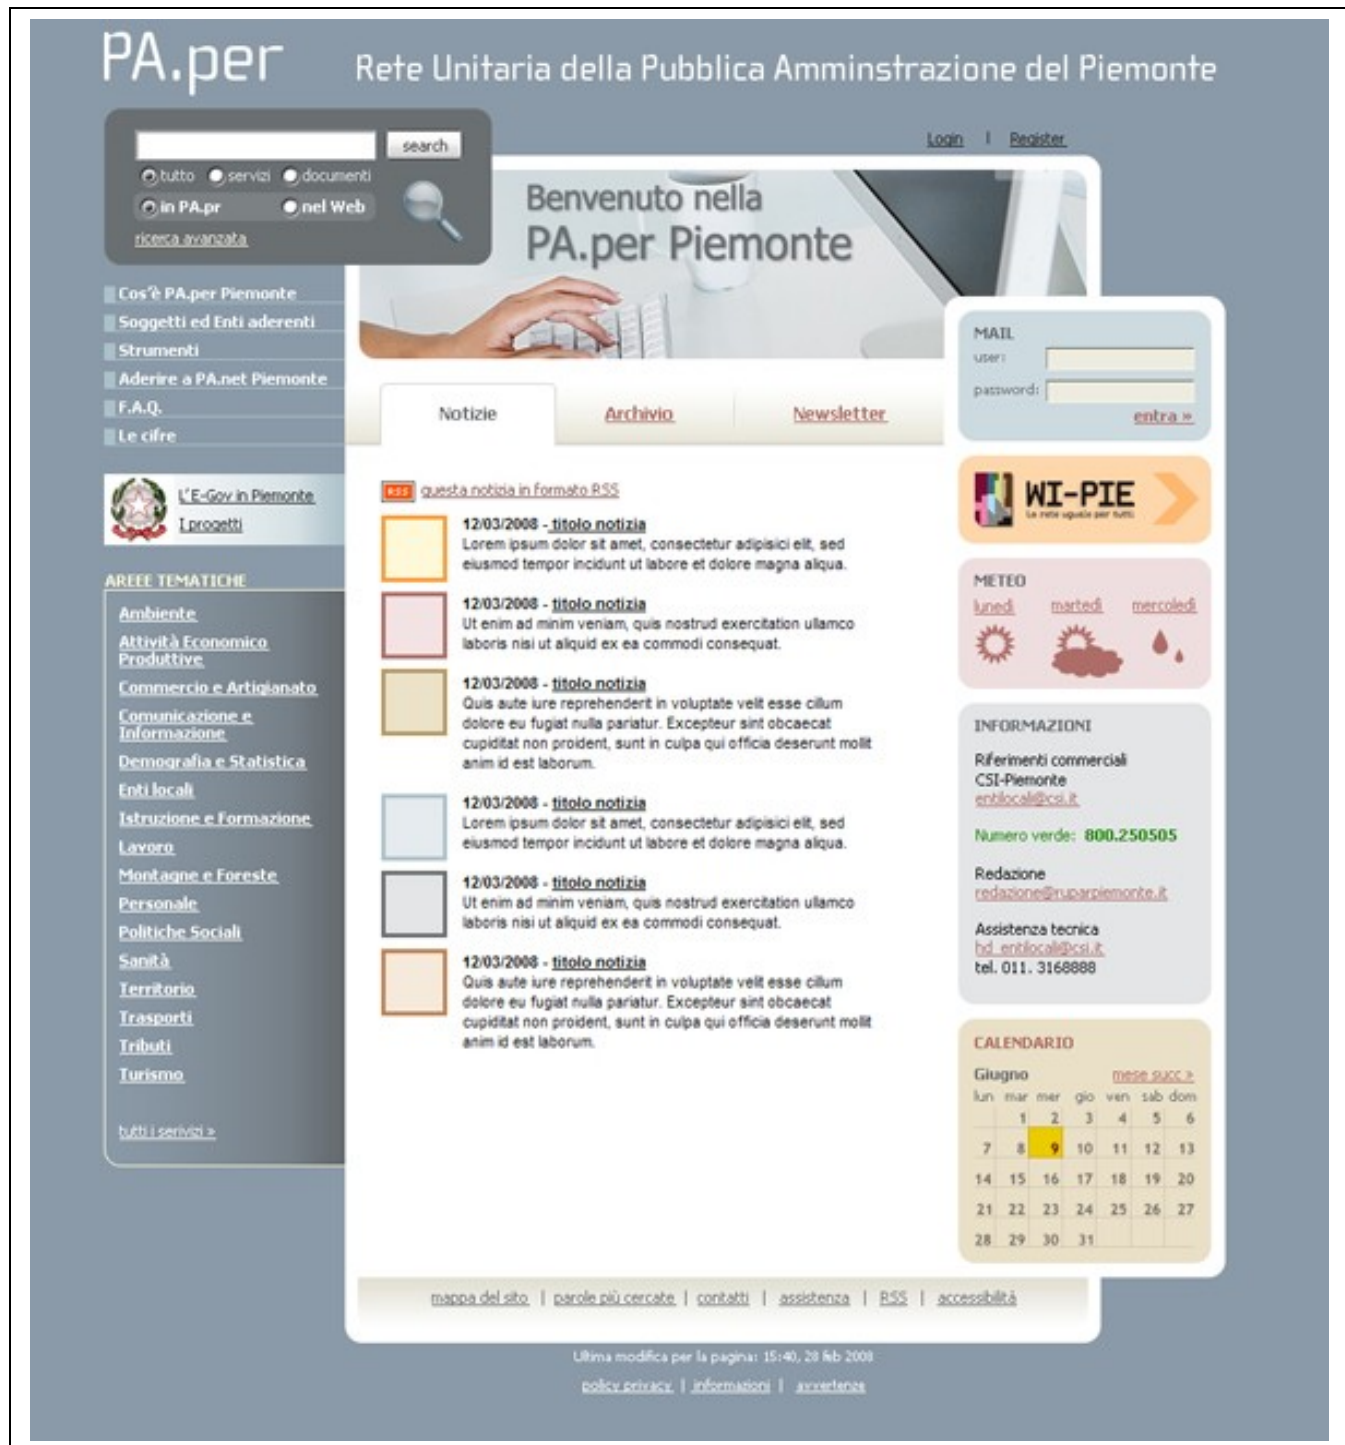 PA.per
Rete Unitaria della Pubblica Amminstrazione del Piemonte
search
tutto servizi documenti
in PA.pr nel Web
ricerca avanzata
Login | Register
Benvenuto nella
PA.per Piemonte
Cos'è PA.per Piemonte
Soggetti ed Enti aderenti
Strumenti
Aderire a PA.net Piemonte
F.A.Q.
Le cifre
L'E-Gov in Piemonte
I progetti
AREEE TEMATICHE
Ambiente
Attività Economico
Produttive
Commercio e Artigianato
Comunicazione e
Informazione
Demografia e Statistica
Enti locali
Istruzione e Formazione
Lavoro
Montagne e Foreste
Personale
Politiche Sociali
Sanità
Territorio
Trasporti
Tributi
Turismo
tutti i serivizi »
Notizie Archivio Newsletter
RSS questa notizia in formato RSS
12/03/2008 - titolo notizia
Lorem ipsum dolor sit amet, consectetur adipisici elit, sed
eiusmod tempor incidunt ut labore et dolore magna aliqua.
12/03/2008 - titolo notizia
Ut enim ad minim veniam, quis nostrud exercitation ullamco
laboris nisi ut aliquid ex ea commodi consequat.
12/03/2008 - titolo notizia
Quis aute iure reprehenderit in voluptate velit esse cillum
dolore eu fugiat nulla pariatur. Excepteur sint obcaecat
cupiditat non proident, sunt in culpa qui officia deserunt mollit
anim id est laborum.
12/03/2008 - titolo notizia
Lorem ipsum dolor sit amet, consectetur adipisici elit, sed
eiusmod tempor incidunt ut labore et dolore magna aliqua.
12/03/2008 - titolo notizia
Ut enim ad minim veniam, quis nostrud exercitation ullamco
laboris nisi ut aliquid ex ea commodi consequat.
12/03/2008 - titolo notizia
Quis aute iure reprehenderit in voluptate velit esse cillum
dolore eu fugiat nulla pariatur. Excepteur sint obcaecat
cupiditat non proident, sunt in culpa qui officia deserunt mollit
anim id est laborum.
MAIL
user:
password:
entra »
WI-PIE
La rete uguale per tutti
METEO
lunedì martedì mercoledì
INFORMAZIONI
Riferimenti commerciali
CSI-Piemonte
entilocali@csi.it
Numero verde: 800.250505
Redazione
redazione@ruparpiemonte.it
Assistenza tecnica
hd_entilocali@csi.it
tel. 011. 3168888
CALENDARIO
Giugno mese succ »
lun mar mer gio ven sab dom
1 2 3 4 5 6
7 8 9 10 11 12 13
14 15 16 17 18 19 20
21 22 23 24 25 26 27
28 29 30 31
mappa del sito | parole più cercate | contatti | assistenza | RSS | accessibilità
Ultima modifica per la pagina: 15:40, 28 feb 2008
policy privacy | informazioni | avvertenze